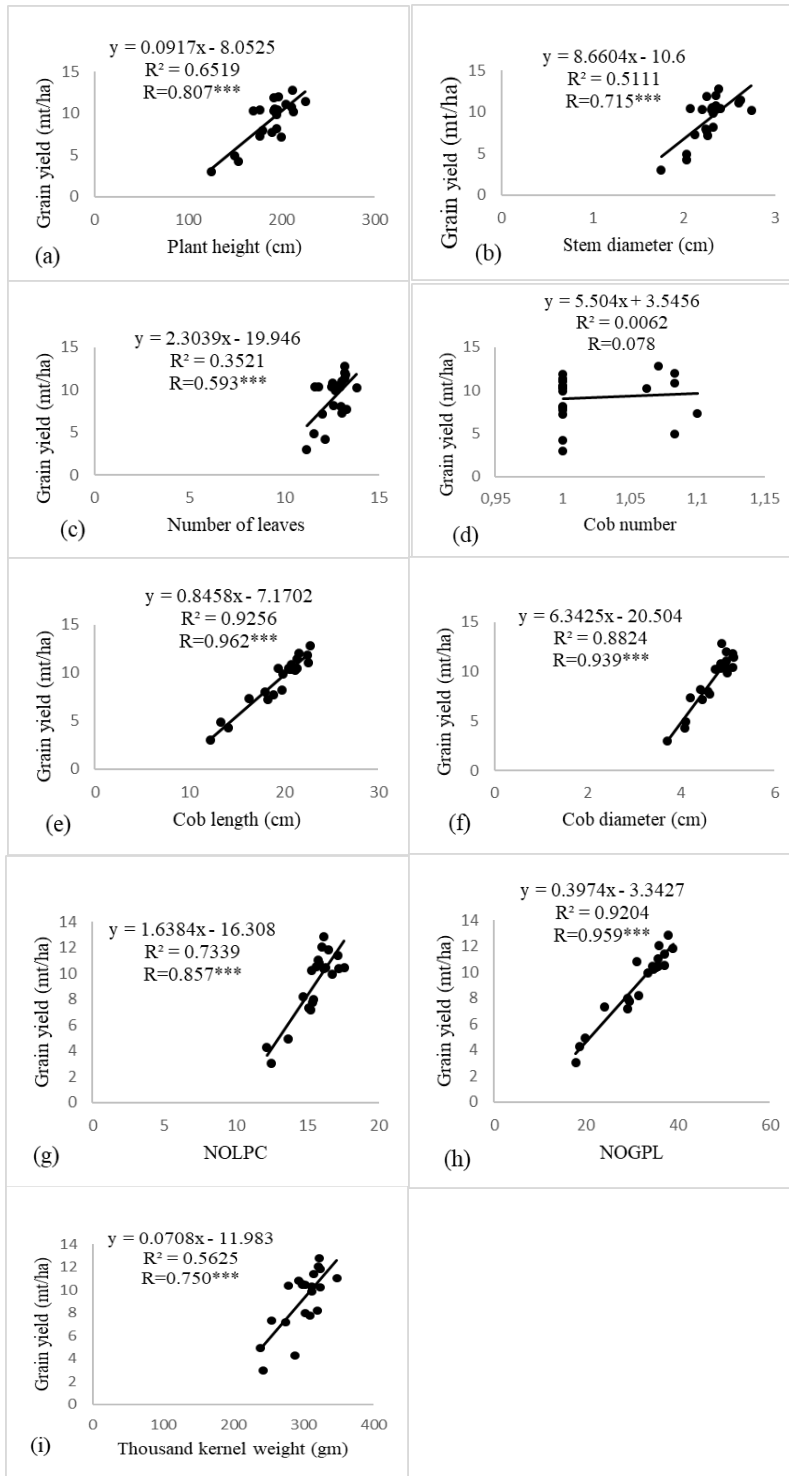 y = 0.0917x - 8.0525
R² = 0.6519
R=0.807***
Grain yield (mt/ha)
15
10
5
0
0 100 200 300
Plant height (cm)
(a)
y = 8.6604x - 10.6
R² = 0.5111
R=0.715***
Grain yield (mt/ha)
15
10
5
0
0 1 2 3
Stem diameter (cm)
(b)
y = 2.3039x - 19.946
R² = 0.3521
R=0.593***
Grain yield (mt/ha)
15
10
5
0
0 5 10 15
Number of leaves
(c)
y = 5.504x + 3.5456
R² = 0.0062
R=0.078
Grain yield (mt/ha)
15
10
5
0
0,95 1 1,05 1,1 1,15
Cob number
(d)
y = 0.8458x - 7.1702
R² = 0.9256
R=0.962***
Grain yield (mt/ha)
15
10
5
0
0 10 20 30
Cob length (cm)
(e)
y = 6.3425x - 20.504
R² = 0.8824
R=0.939***
Grain yield (mt/ha)
15
10
5
0
0 2 4 6
Cob diameter (cm)
(f)
y = 1.6384x - 16.308
R² = 0.7339
R=0.857***
Grain yield (mt/ha)
14
12
10
8
6
4
2
0
0 5 10 15 20
NOLPC
(g)
y = 0.3974x - 3.3427
R² = 0.9204
R=0.959***
Grain yield (mt/ha)
14
12
10
8
6
4
2
0
0 20 40 60
NOGPL
(h)
y = 0.0708x - 11.983
R² = 0.5625
R=0.750***
Grain yield (mt/ha)
14
12
10
8
6
4
2
0
0 100 200 300 400
Thousand kernel weight (gm)
(i)